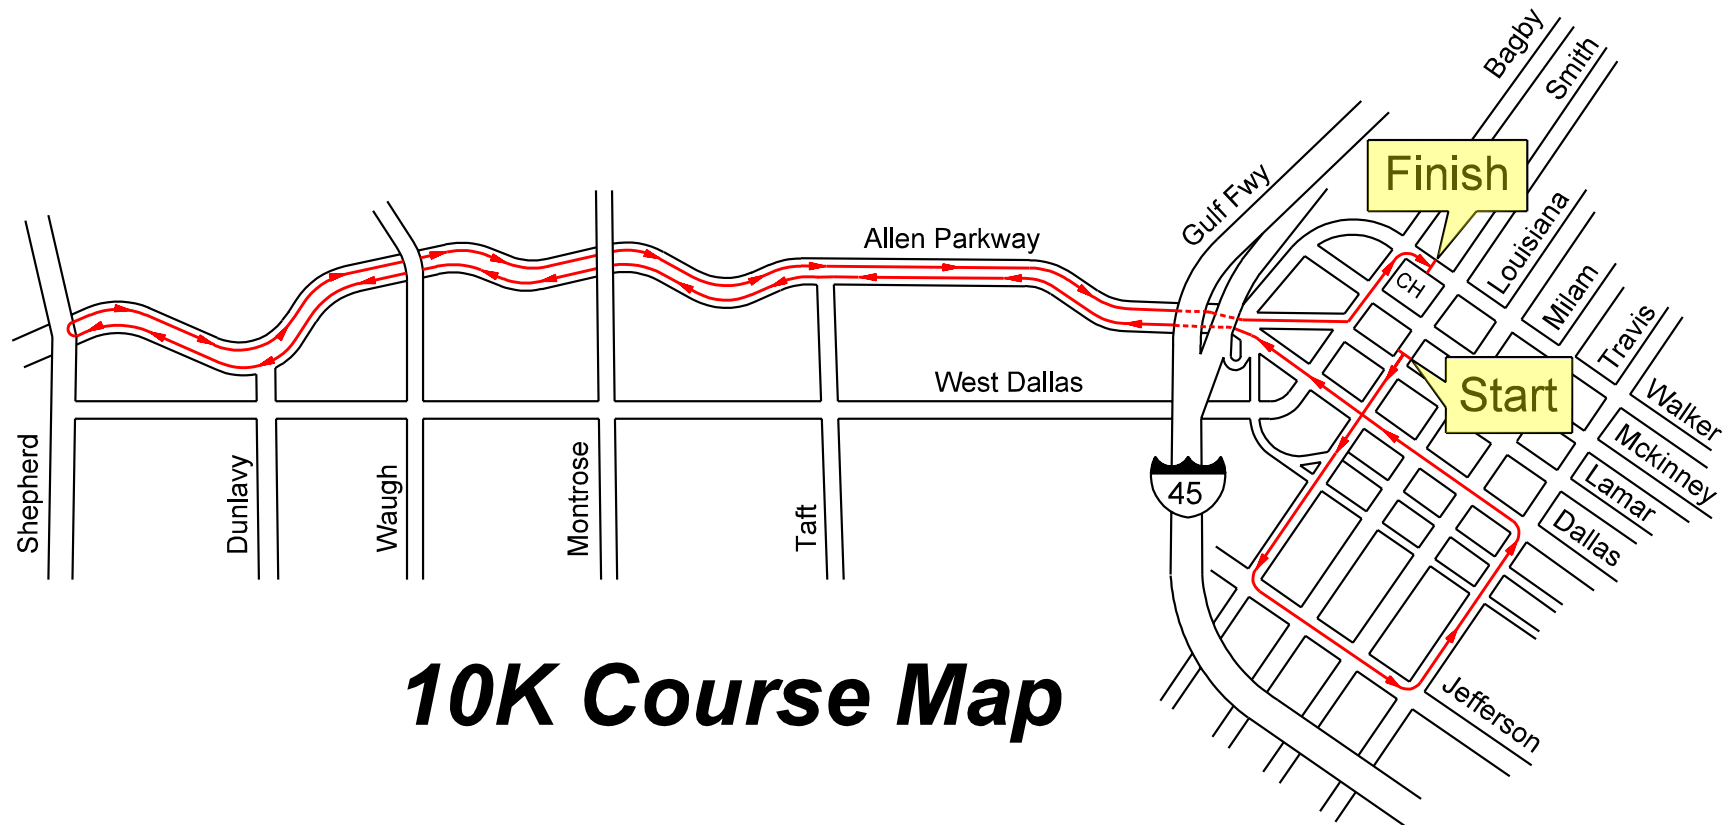 Bagby
Smith
Finish
Gulf Fwy
Louisiana
Allen Parkway
CH
Milam
Travis
West Dallas
Start
Walker
Mckinney
Lamar
Dallas
Shepherd
Dunlavy
Waugh
Montrose
Taft
45
10K Course Map
Jefferson